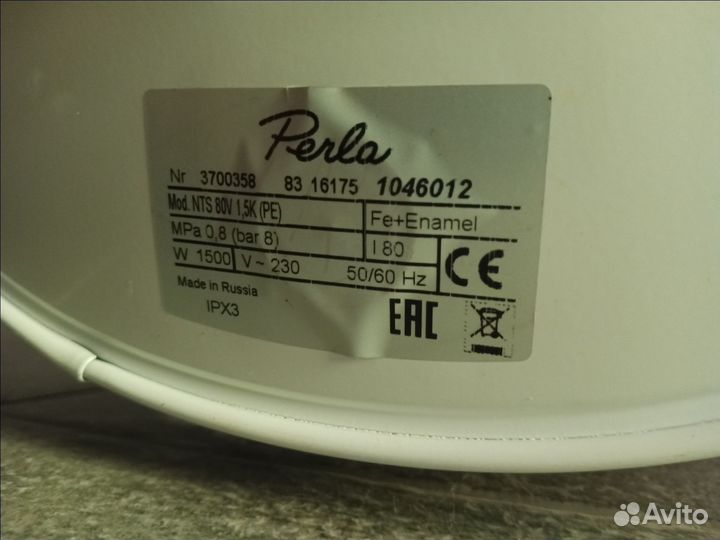 Perla
Nr 3700358 83 16175 1046012
Mod. NTS 80V 1,5K (PE) Fe+Enamel
MPa 0,8 (bar 8) l 80
W 1500 V ~ 230 50/60 Hz CE
Made in Russia
IPX3 EAC
Avito